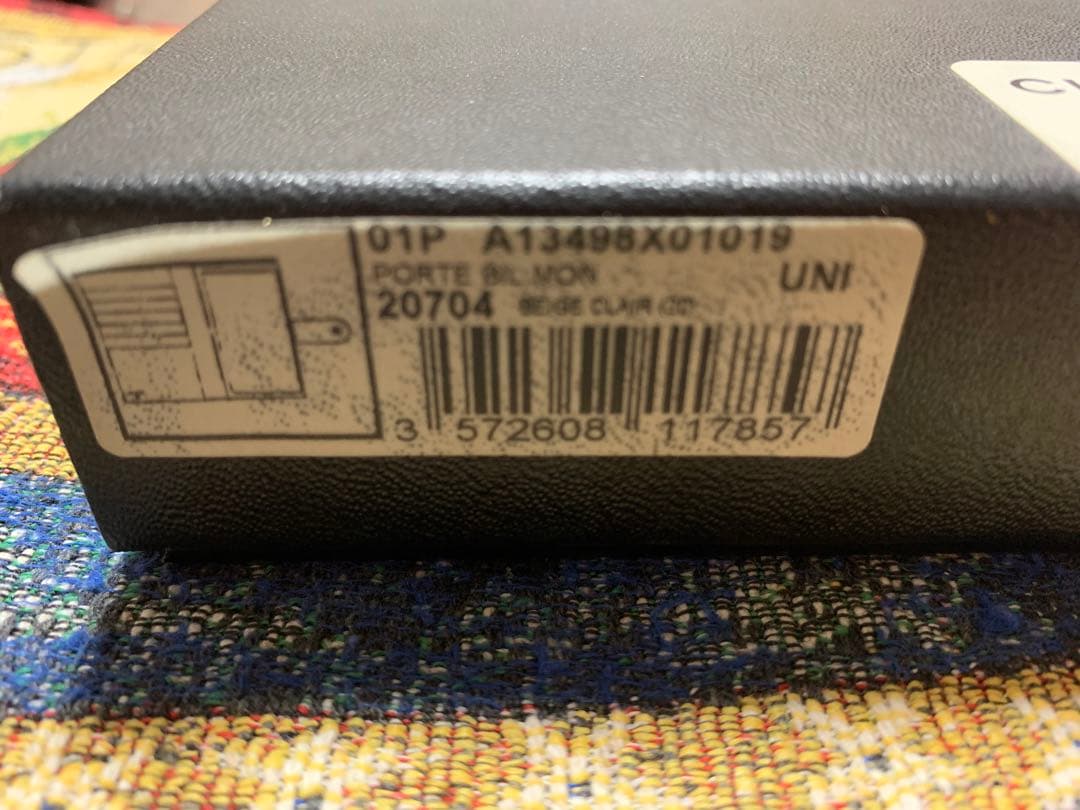 01P A13498X01019
PORTE BIL MON UNI
20704 BEIGE CLAIR
3 572608 117857